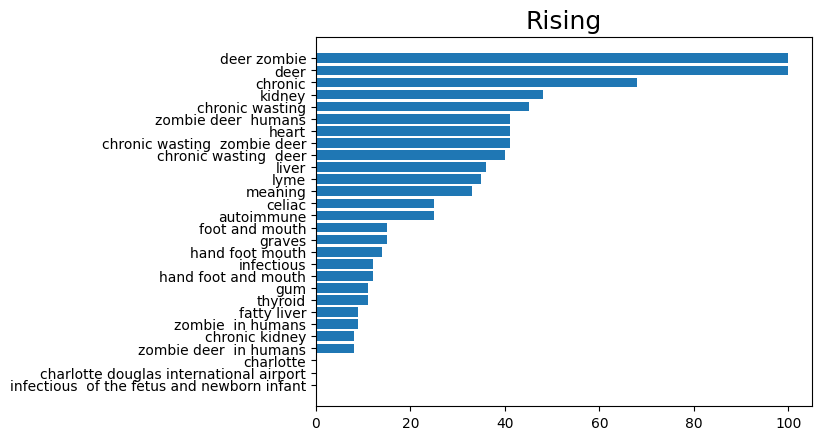 Rising
deer zombie
deer
chronic
kidney
chronic wasting
zombie deer  humans
heart
chronic wasting  zombie deer
chronic wasting  deer
liver
lyme
meaning
celiac
autoimmune
foot and mouth
graves
hand foot mouth
infectious
hand foot and mouth
gum
thyroid
fatty liver
zombie  in humans
chronic kidney
zombie deer  in humans
charlotte
charlotte douglas international airport
infectious  of the fetus and newborn infant
0 20 40 60 80 100